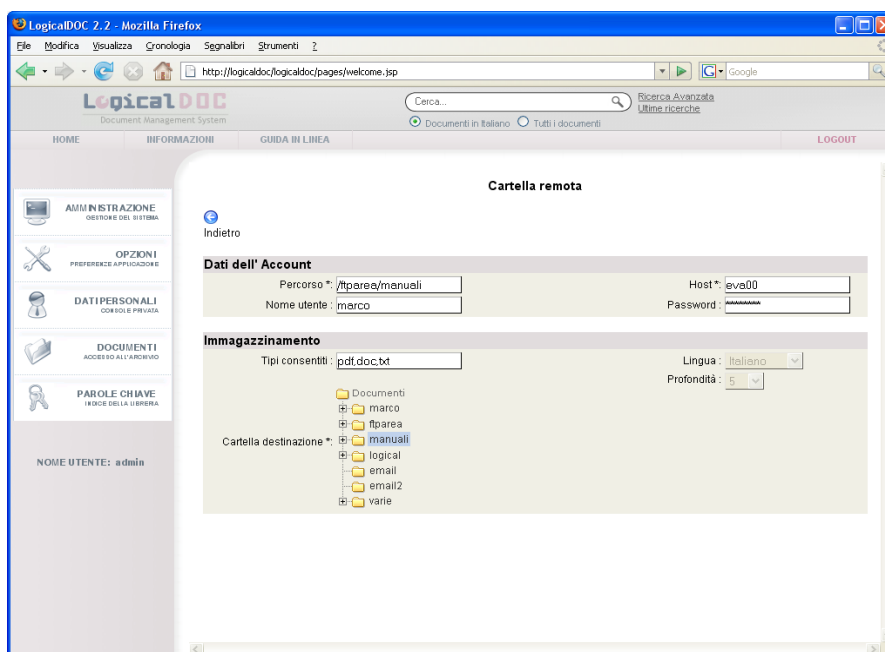 LogicalDOC 2.2 - Mozilla Firefox
File Modifica Visualizza Cronologia Segnalibri Strumenti ?
http://logicaldoc/logicaldoc/pages/welcome.jsp
G Google
LogicalDOC
Document Management System
Cerca...
Ricerca Avanzata
Ultime ricerche
Documenti in Italiano Tutti i documenti
HOME INFORMAZIONI GUIDA IN LINEA LOGOUT
Cartella remota
AMMINISTRAZIONE
GESTIONE DEL SISTEMA
Indietro
OPZIONI
PREFERENZE APPLICAZIONE
Dati dell' Account
Percorso *: /ftparea/manuali Host *: eva00
Nome utente : marco Password : ********
DATI PERSONALI
CONSOLE PRIVATA
Immagazzinamento
Tipi consentiti : pdf,doc,txt Lingua : Italiano
Profondità : 5
DOCUMENTI
ACCESSO ALL'ARCHIVIO
PAROLE CHIAVE
INDICE DELLA LIBRERIA
Cartella destinazione *:
Documenti
marco
ftparea
manuali
logical
email
email2
varie
NOME UTENTE: admin